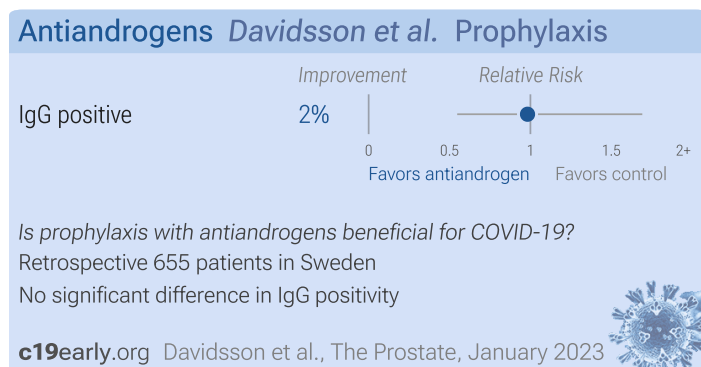 Antiandrogens Davidsson et al. Prophylaxis
Improvement Relative Risk
IgG positive 2%
0 0.5 1 1.5 2+
Favors antiandrogen Favors control
Is prophylaxis with antiandrogens beneficial for COVID-19?
Retrospective 655 patients in Sweden
No significant difference in IgG positivity
c19early.org Davidsson et al., The Prostate, January 2023